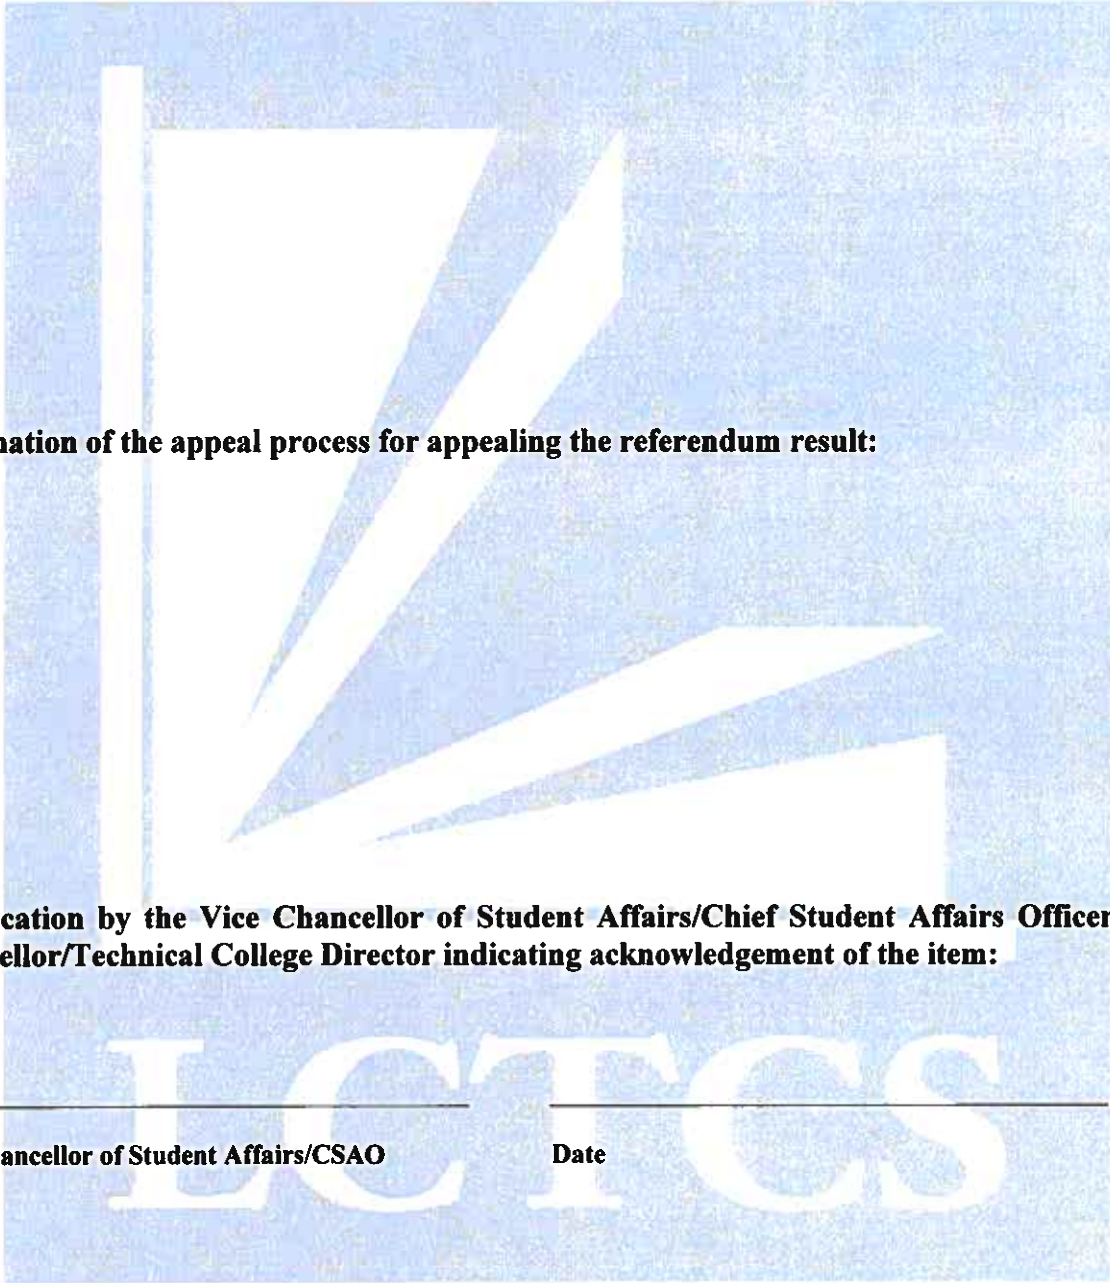 nation of the appeal process for appealing the referendum result:
cation by the Vice Chancellor of Student Affairs/Chief Student Affairs Officer
ellor/Technical College Director indicating acknowledgement of the item:
LCTCS
ancellor of Student Affairs/CSAO Date